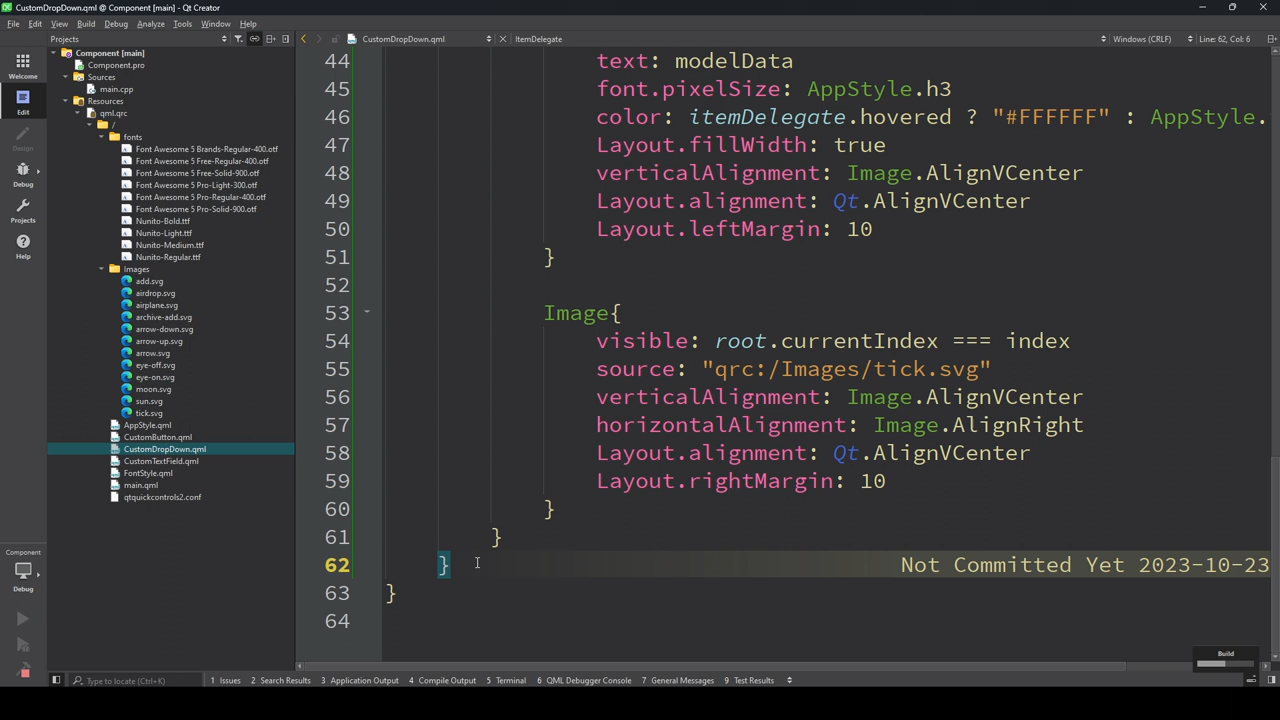 CustomDropDown.qml @ Component [main] - Qt Creator
File Edit View Build Debug Analyze Tools Window Help
Projects
CustomDropDown.qml
ItemDelegate
Windows (CRLF)
Line: 62, Col: 6
Welcome
Edit
Design
Debug
Projects
Help
Component
Debug
Component [main]
Component.pro
Sources
main.cpp
Resources
qml.qrc
/
fonts
Font Awesome 5 Brands-Regular-400.otf
Font Awesome 5 Free-Regular-400.otf
Font Awesome 5 Free-Solid-900.otf
Font Awesome 5 Pro-Light-300.otf
Font Awesome 5 Pro-Regular-400.otf
Font Awesome 5 Pro-Solid-900.otf
Nunito-Bold.ttf
Nunito-Light.ttf
Nunito-Medium.ttf
Nunito-Regular.ttf
Images
add.svg
airdrop.svg
airplane.svg
archive-add.svg
arrow-down.svg
arrow-up.svg
arrow.svg
eye-off.svg
eye-on.svg
moon.svg
sun.svg
tick.svg
AppStyle.qml
CustomButton.qml
CustomDropDown.qml
CustomTextField.qml
FontStyle.qml
main.qml
qtquickcontrols2.conf
44 text: modelData
45 font.pixelSize: AppStyle.h3
46 color: itemDelegate.hovered ? "#FFFFFF" : AppStyle.
47 Layout.fillWidth: true
48 verticalAlignment: Image.AlignVCenter
49 Layout.alignment: Qt.AlignVCenter
50 Layout.leftMargin: 10
51 }
52
53 Image{
54 visible: root.currentIndex === index
55 source: "qrc:/Images/tick.svg"
56 verticalAlignment: Image.AlignVCenter
57 horizontalAlignment: Image.AlignRight
58 Layout.alignment: Qt.AlignVCenter
59 Layout.rightMargin: 10
60 }
61 }
62 } Not Committed Yet 2023-10-23
63 }
64
Build
Type to locate (Ctrl+K)
1 Issues 2 Search Results 3 Application Output 4 Compile Output 5 Terminal 6 QML Debugger Console 7 General Messages 9 Test Results